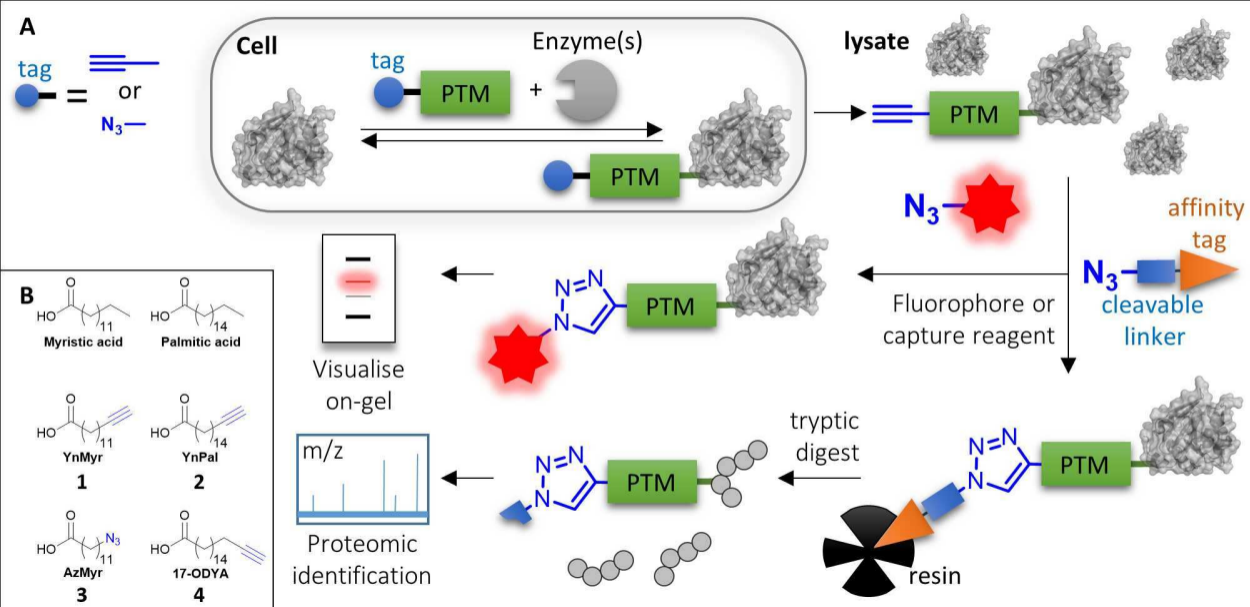 A
tag
=
or
N3
Cell
Enzyme(s)
tag
PTM
+
PTM
lysate
PTM
N3
affinity
tag
N3
cleavable
linker
Fluorophore or
capture reagent
N N
N
PTM
Visualise
on-gel
B
O
HO
11
Myristic acid
O
HO
14
Palmitic acid
O
HO
11
YnMyr
1
O
HO
14
YnPal
2
O
HO
N3
11
AzMyr
3
O
HO
14
17-ODYA
4
m/z
Proteomic
identification
N N
N
PTM
tryptic
digest
N N
N
PTM
resin